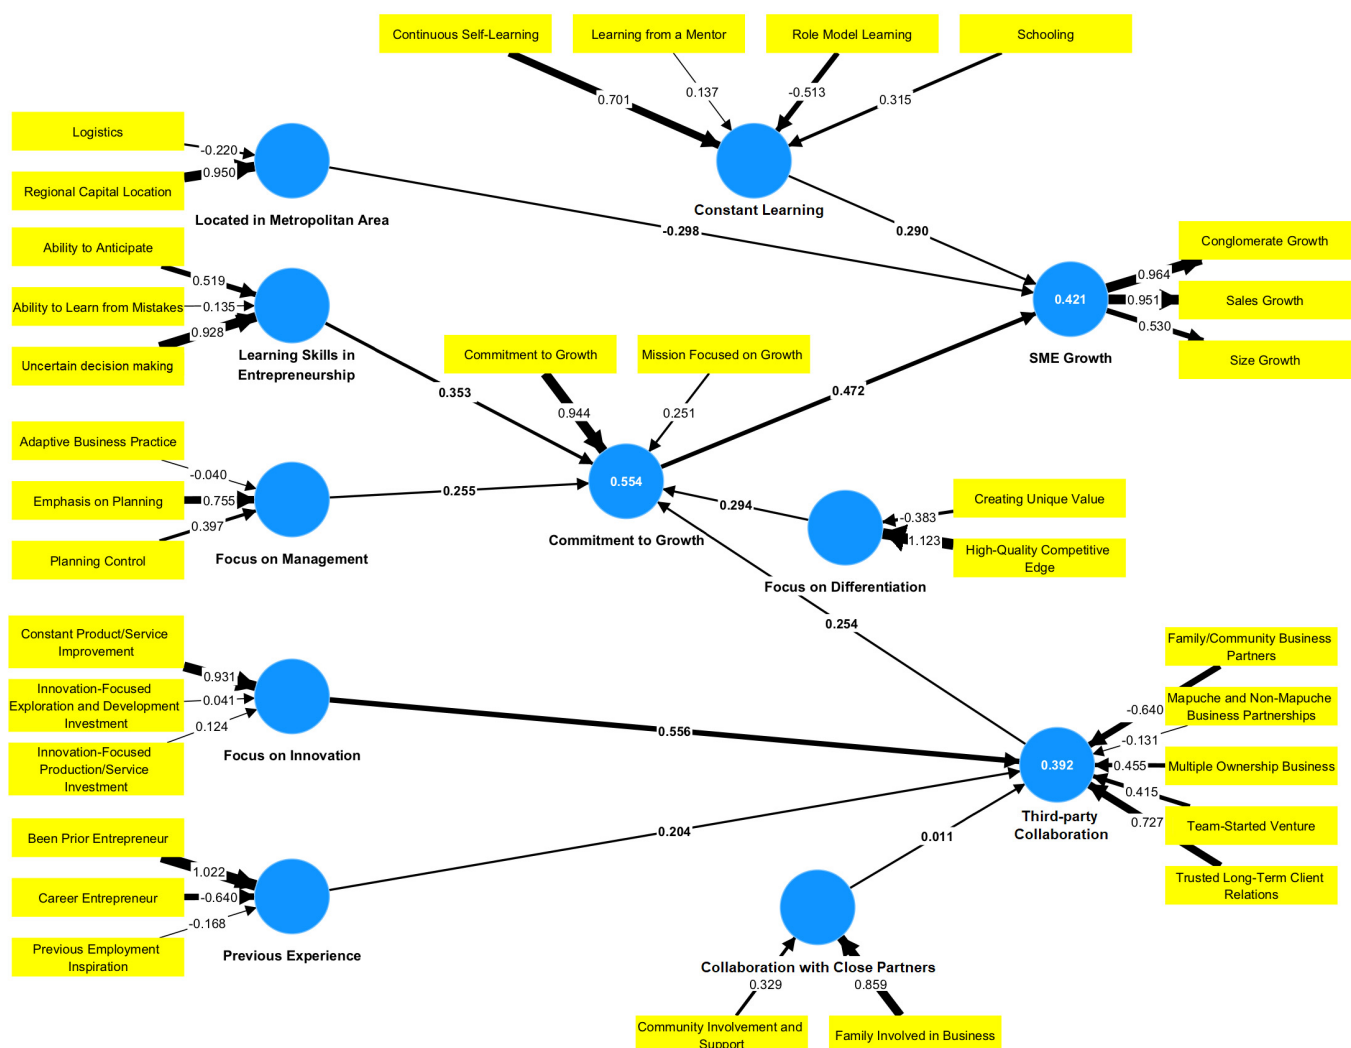 Continuous Self-Learning
Learning from a Mentor
Role Model Learning
Schooling
0.701
0.137
-0.513
0.315
Constant Learning
0.290
Logistics
Regional Capital Location
-0.220
0.950
Located in Metropolitan Area
-0.298
Ability to Anticipate
Ability to Learn from Mistakes
Uncertain decision making
0.519
0.135
0.928
Learning Skills in
Entrepreneurship
0.353
Conglomerate Growth
Sales Growth
Size Growth
0.964
0.951
0.530
0.421
SME Growth
Commitment to Growth
Mission Focused on Growth
0.944
0.251
0.472
0.554
Commitment to Growth
Adaptive Business Practice
Emphasis on Planning
Planning Control
-0.040
0.755
0.397
Focus on Management
0.255
0.294
Creating Unique Value
High-Quality Competitive
Edge
-0.383
1.123
Focus on Differentiation
0.254
Constant Product/Service
Improvement
Innovation-Focused
Exploration and Development
Investment
Innovation-Focused
Production/Service
Investment
0.931
0.041
0.124
Focus on Innovation
0.556
Family/Community Business
Partners
Mapuche and Non-Mapuche
Business Partnerships
Multiple Ownership Business
Team-Started Venture
Trusted Long-Term Client
Relations
-0.640
-0.131
0.455
0.415
0.727
0.392
Third-party
Collaboration
Been Prior Entrepreneur
Career Entrepreneur
Previous Employment
Inspiration
1.022
-0.640
-0.168
Previous Experience
0.204
0.011
Collaboration with Close Partners
0.329
0.859
Community Involvement and
Support
Family Involved in Business